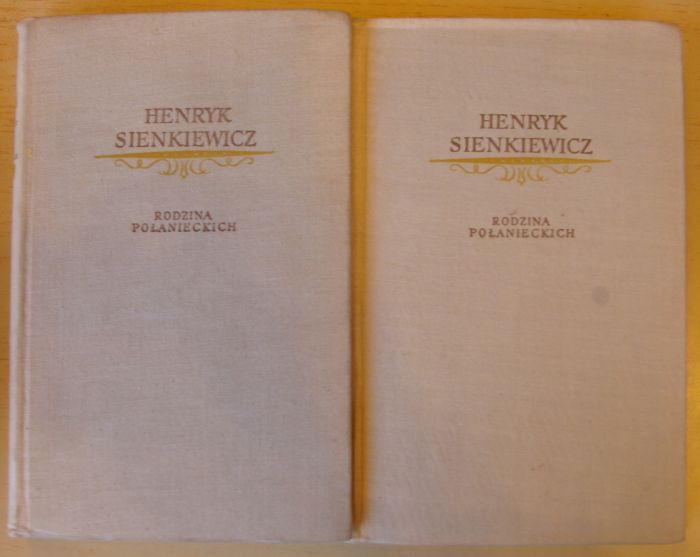 HENRYK
SIENKIEWICZ
RODZINA
POŁANIECKICH
HENRYK
SIENKIEWICZ
RODZINA
POŁANIECKICH